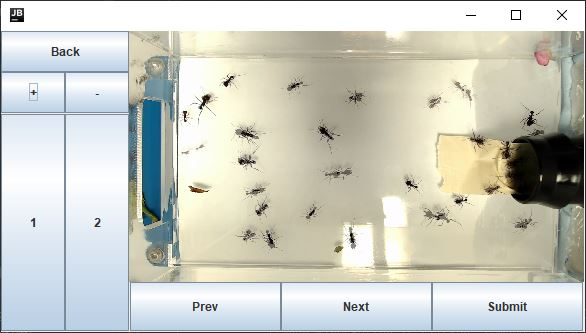 JB
Back
+ -
1 2
Prev Next Submit